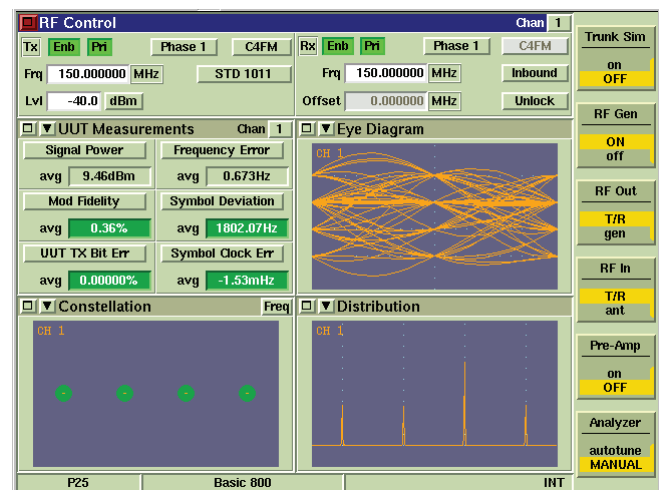 RF Control Chan 1
Tx Enb Pri Phase 1 C4FM
Frq 150.000000 MHz STD 1011
Lvl -40.0 dBm
Rx Enb Pri Phase 1 C4FM
Frq 150.000000 MHz Inbound
Offset 0.000000 MHz Unlock
UUT Measurements Chan 1
Signal Power Frequency Error
avg 9.46dBm avg 0.673Hz
Mod Fidelity Symbol Deviation
avg 0.36% avg 1802.07Hz
UUT TX Bit Err Symbol Clock Err
avg 0.00000% avg -1.53mHz
Eye Diagram
CH 1
Constellation Freq
CH 1
Distribution
CH 1
Trunk Sim
on
OFF
RF Gen
ON
off
RF Out
T/R
gen
RF In
T/R
ant
Pre-Amp
on
OFF
Analyzer
autotune
MANUAL
P25 Basic 800 INT